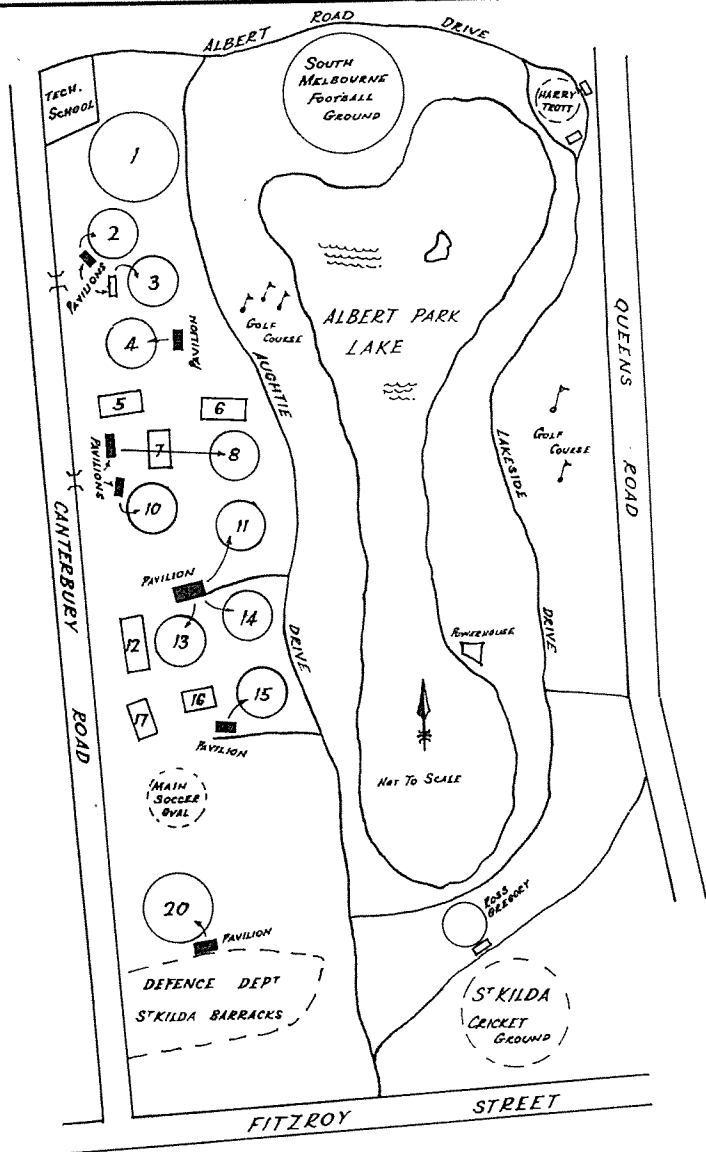 ALBERT ROAD DRIVE
TECH.
SCHOOL
SOUTH
MELBOURNE
FOOTBALL
GROUND
HARRY
TROTT
1
2
PAVILIONS
3
4
PAVILION
GOLF
COURSE
ALBERT PARK
LAKE
QUEENS ROAD
AUGHTIE DRIVE
5
6
7
8
PAVILIONS
10
11
GOLF
COURSE
LAKESIDE DRIVE
CANTERBURY ROAD
PAVILION
12
13
14
POWERHOUSE
15
16
17
PAVILION
NOT TO SCALE
MAIN
SOCCER
OVAL
20
PAVILION
ROSS
GREGORY
DEFENCE DEPT
ST KILDA BARRACKS
ST KILDA
CRICKET
GROUND
FITZROY STREET